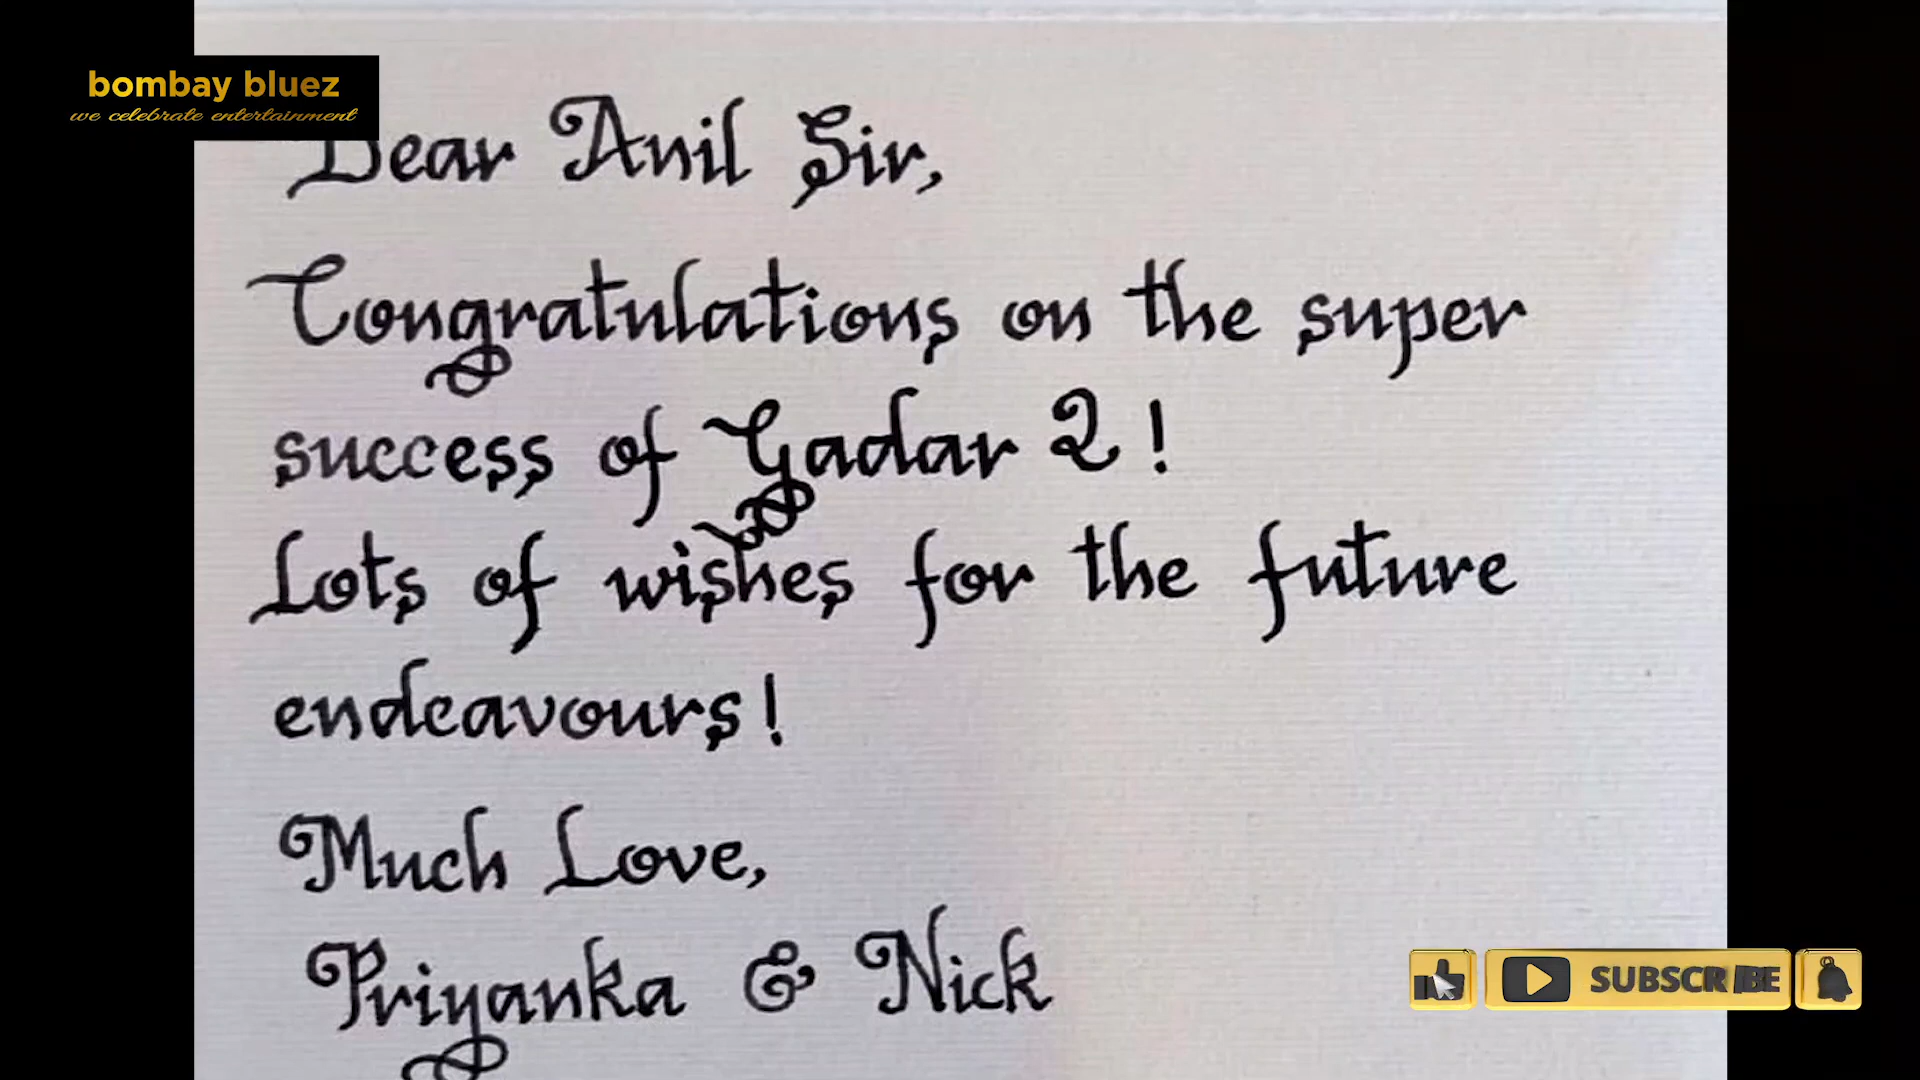 bombay bluez
we celebrate entertainment
Dear Anil Sir,
Congratulations on the super
success of Gadar 2!
Lots of wishes for the future
endeavours!
Much Love,
Priyanka & Nick
SUBSCRIBE